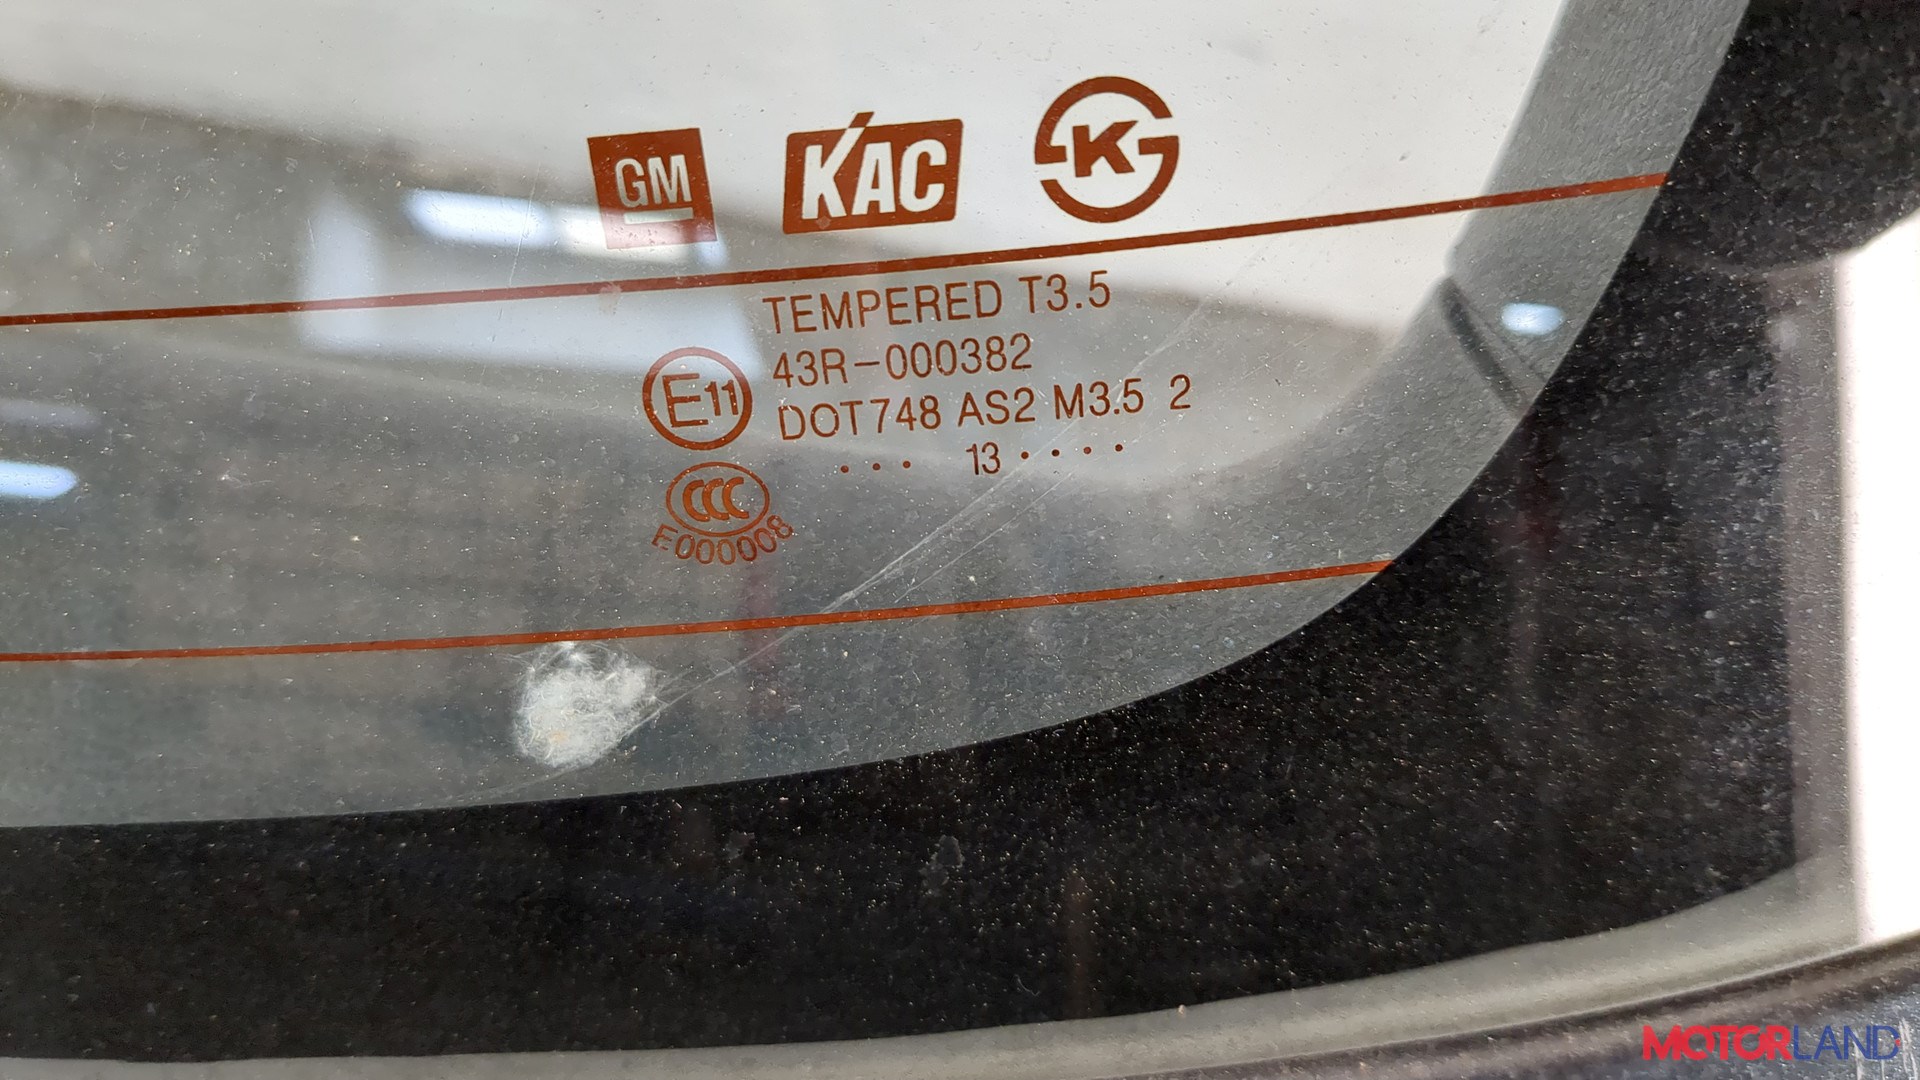 GM
KAC
K
TEMPERED T3.5
43R-000382
E11
DOT748 AS2 M3.5 2
... 13 ....
CCC
E000008
MOTORLAND